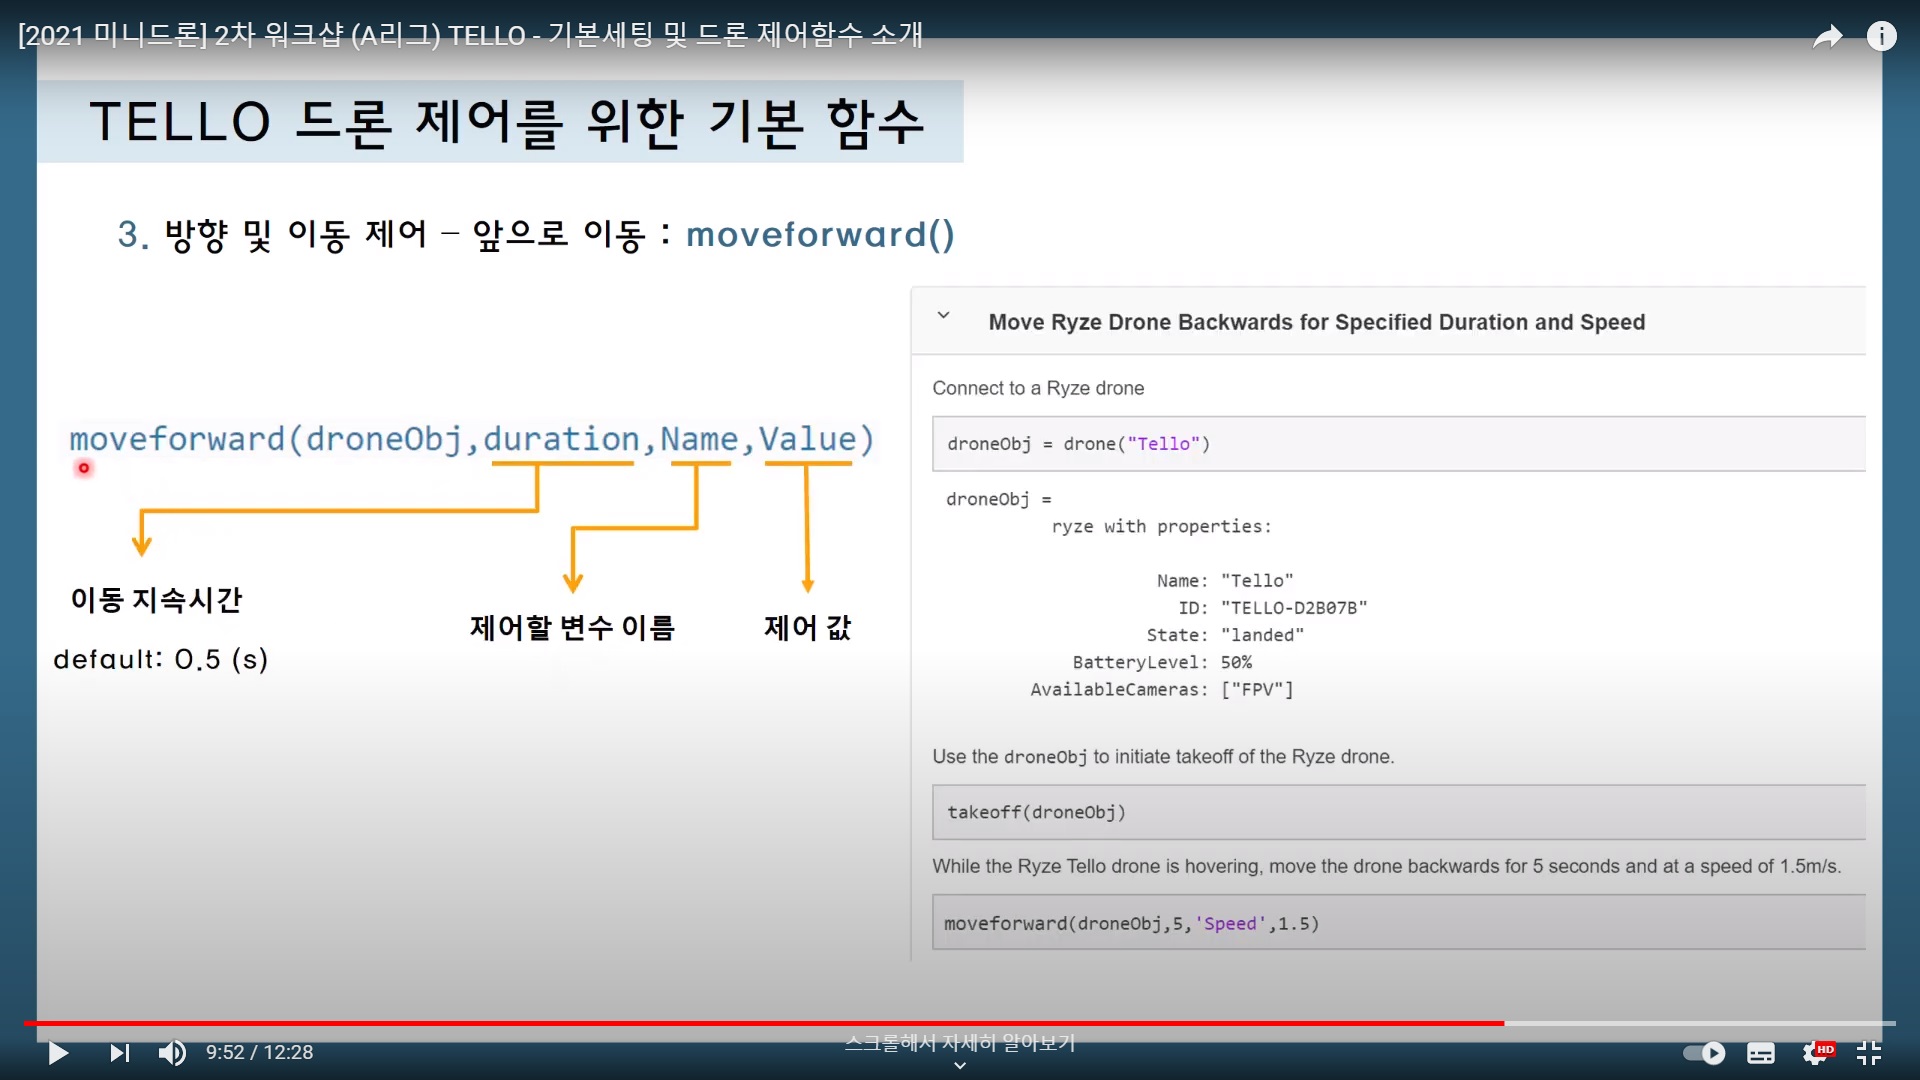 [2021 미니드론] 2차 워크샵 (A리그) TELLO - 기본세팅 및 드론 제어함수 소개
TELLO 드론 제어를 위한 기본 함수
3. 방향 및 이동 제어 – 앞으로 이동 : moveforward()
moveforward(droneObj,duration,Name,Value)
이동 지속시간
default: 0.5 (s)
제어할 변수 이름
제어 값
Move Ryze Drone Backwards for Specified Duration and Speed
Connect to a Ryze drone
droneObj = drone("Tello")
droneObj =
ryze with properties:
Name: "Tello"
ID: "TELLO-D2B07B"
State: "landed"
BatteryLevel: 50%
AvailableCameras: ["FPV"]
Use the droneObj to initiate takeoff of the Ryze drone.
takeoff(droneObj)
While the Ryze Tello drone is hovering, move the drone backwards for 5 seconds and at a speed of 1.5m/s.
moveforward(droneObj,5,'Speed',1.5)
9:52 / 12:28
스크롤해서 자세히 알아보기
HD